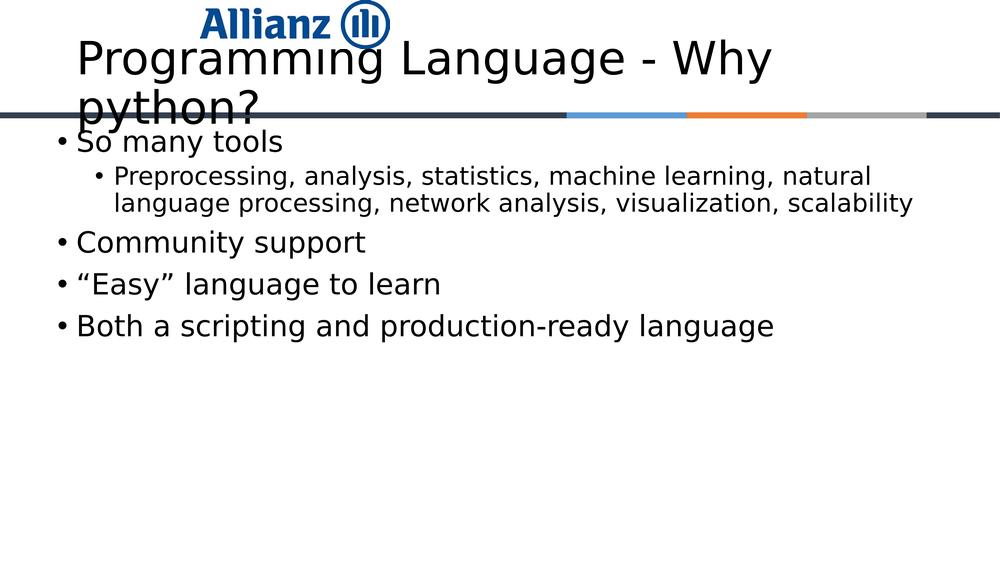 Allianz
Programming Language - Why
python?
• So many tools
• Preprocessing, analysis, statistics, machine learning, natural
language processing, network analysis, visualization, scalability
• Community support
• “Easy” language to learn
• Both a scripting and production-ready language